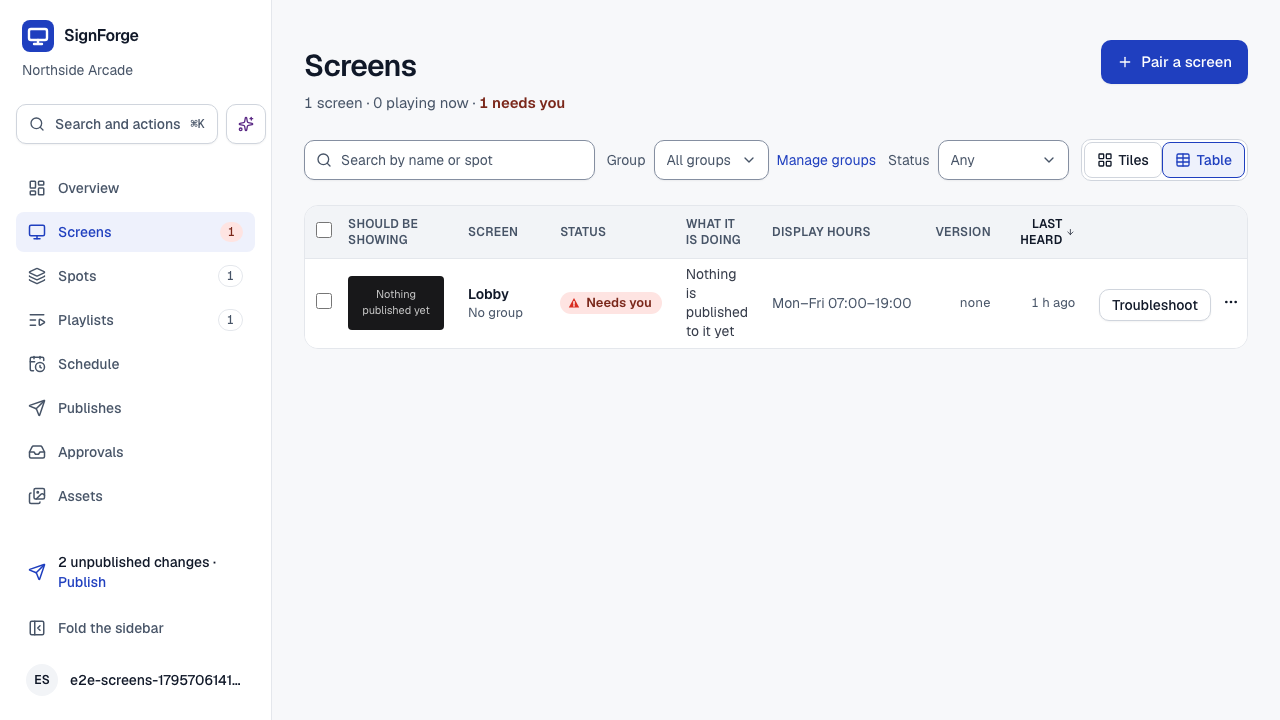 SignForge
Northside Arcade
Search and actions ⌘K
Overview
Screens 1
Spots 1
Playlists 1
Schedule
Publishes
Approvals
Assets
2 unpublished changes ·
Publish
Fold the sidebar
ES e2e-screens-1795706141…
Screens
Pair a screen
1 screen · 0 playing now · 1 needs you
Search by name or spot Group All groups Manage groups Status Any Tiles Table
SHOULD BE
SHOWING
SCREEN
STATUS
WHAT IT
IS DOING
DISPLAY HOURS
VERSION
LAST
HEARD ↓
Nothing
published yet
Lobby
No group
Needs you
Nothing
is
published
to it yet
Mon–Fri 07:00–19:00
none
1 h ago
Troubleshoot